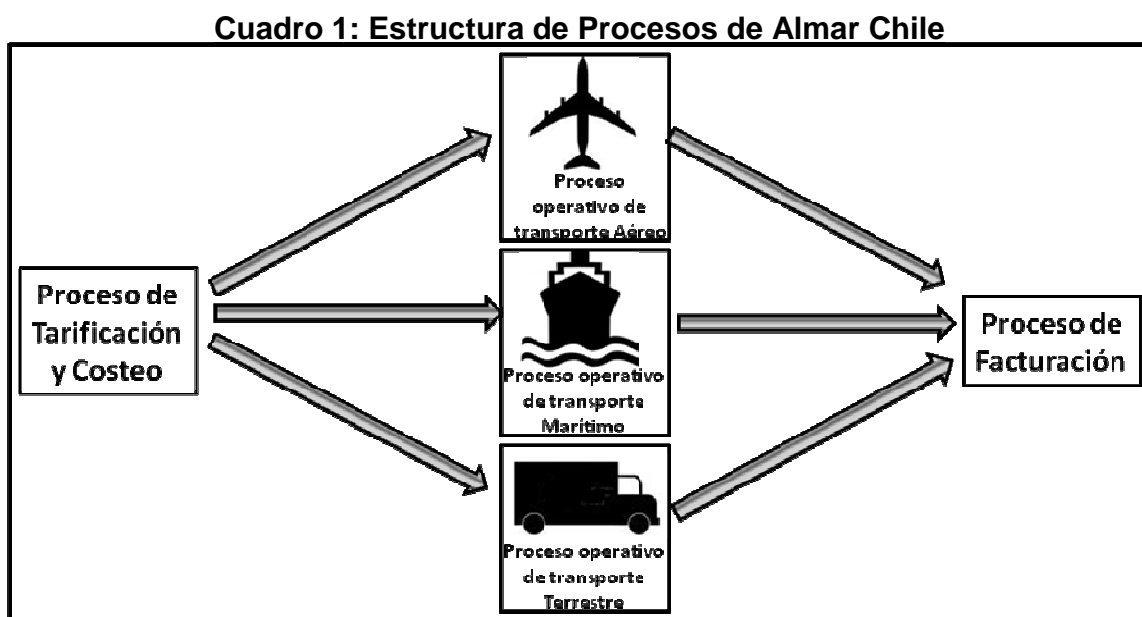 Cuadro 1: Estructura de Procesos de Almar Chile
Proceso
operativo de
transporte Aéreo
Proceso de
Tarificación
y Costeo
Proceso operativo
de transporte
Marítimo
Proceso de
Facturación
Proceso operativo
de transporte
Terrestre